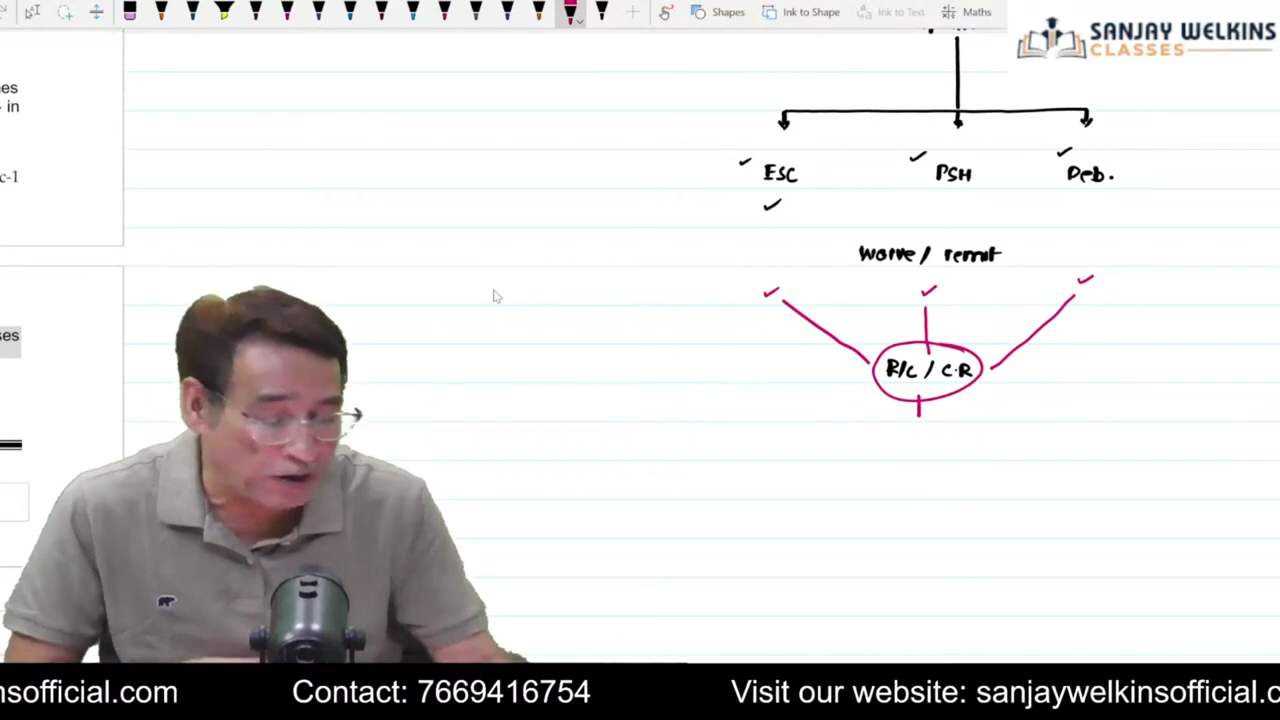 Shapes
Ink to Shape
Ink to Text
Maths
SANJAY WELKINS
CLASSES
es
in
c-1
ESC PSH Deb.
waive / remit
ses
R/C / C.R
nsofficial.com Contact: 7669416754 Visit our website: sanjaywelkinsofficial.c